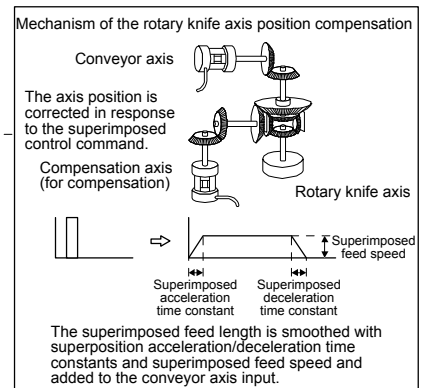 Mechanism of the rotary knife axis position compensation
Conveyor axis
The axis position is
corrected in response
to the superimposed
control command.
Compensation axis
(for compensation)
Rotary knife axis
Superimposed
feed speed
Superimposed
acceleration
time constant
Superimposed
deceleration
time constant
The superimposed feed length is smoothed with
superposition acceleration/deceleration time
constants and superimposed feed speed and
added to the conveyor axis input.